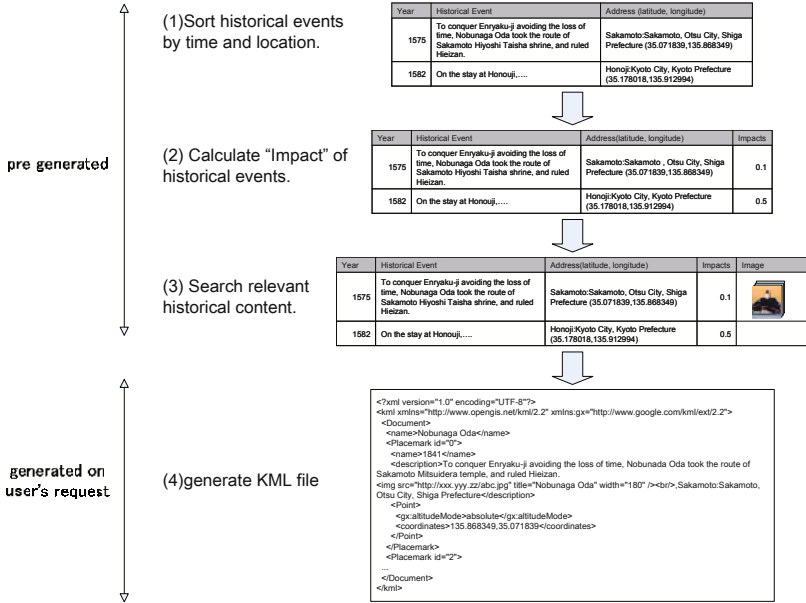 (1)Sort historical events
by time and location.
Year Historical Event Address (latitude, longitude)
1575 To conquer Enryaku-ji avoiding the loss of
time, Nobunaga Oda took the route of
Sakamoto Hiyoshi Taisha shrine, and ruled
Hieizan.
Sakamoto:Sakamoto, Otsu City, Shiga
Prefecture (35.071839,135.868349)
1582 On the stay at Honouji,....
Honoji:Kyoto City, Kyoto Prefecture
(35.178018,135.912994)
pre generated
(2) Calculate “Impact” of
historical events.
Year Historical Event Address(latitude, longitude) Impacts
1575 To conquer Enryaku-ji avoiding the loss of
time, Nobunaga Oda took the route of
Sakamoto Hiyoshi Taisha shrine, and ruled
Hieizan.
Sakamoto:Sakamoto , Otsu City, Shiga
Prefecture (35.071839,135.868349)
0.1
1582 On the stay at Honouji,....
Honoji:Kyoto City, Kyoto Prefecture
(35.178018,135.912994)
0.5
(3) Search relevant
historical content.
Year Historical Event Address(latitude, longitude) Impacts Image
1575 To conquer Enryaku-ji avoiding the loss of
time, Nobunaga Oda took the route of
Sakamoto Hiyoshi Taisha shrine, and ruled
Hieizan.
Sakamoto:Sakamoto, Otsu City, Shiga
Prefecture (35.071839,135.868349)
0.1
1582 On the stay at Honouji,....
Honoji:Kyoto City, Kyoto Prefecture
(35.178018,135.912994)
0.5
generated on
user's request
(4)generate KML file
<?xml version="1.0" encoding="UTF-8"?>
<kml xmlns="http://www.opengis.net/kml/2.2" xmlns:gx="http://www.google.com/kml/ext/2.2">
<Document>
<name>Nobunaga Oda</name>
<Placemark id="0">
<name>1841</name>
<description>To conquer Enryaku-ji avoiding the loss of time, Nobunada Oda took the route of
Sakamoto Mitsuidera temple, and ruled Hieizan.
<img src="http://xxx.yyy.zz/abc.jpg" title="Nobunaga Oda" width="180" /><br/>,Sakamoto:Sakamoto,
Otsu City, Shiga Prefecture</description>
<Point>
<gx:altitudeMode>absolute</gx:altitudeMode>
<coordinates>135.868349,35.071839</coordinates>
</Point>
</Placemark>
<Placemark id="2">
...
</Document>
</kml>